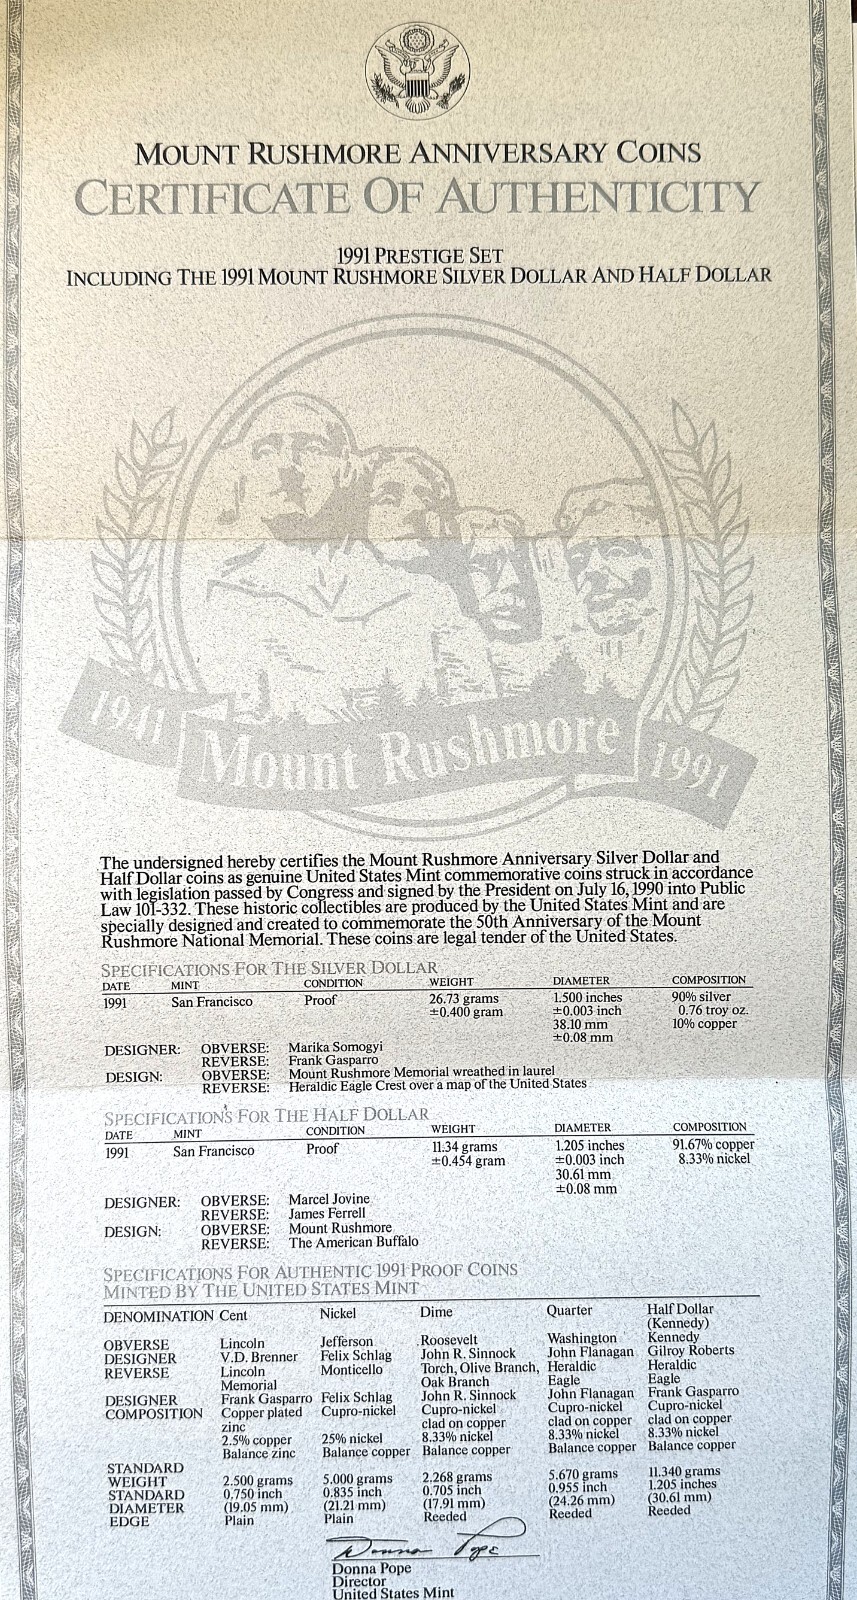 MOUNT RUSHMORE ANNIVERSARY COINS
CERTIFICATE OF AUTHENTICITY
1991 PRESTIGE SET
INCLUDING THE 1991 MOUNT RUSHMORE SILVER DOLLAR AND HALF DOLLAR
1941 Mount Rushmore 1991
The undersigned hereby certifies the Mount Rushmore Anniversary Silver Dollar and
Half Dollar coins as genuine United States Mint commemorative coins struck in accordance
with legislation passed by Congress and signed by the President on July 16, 1990 into Public
Law 101-332. These historic collectibles are produced by the United States Mint and are
specially designed and created to commemorate the 50th Anniversary of the Mount
Rushmore National Memorial. These coins are legal tender of the United States.
SPECIFICATIONS FOR THE SILVER DOLLAR
DATE MINT CONDITION WEIGHT DIAMETER COMPOSITION
1991 San Francisco Proof 26.73 grams 1.500 inches 90% silver
±0.400 gram ±0.003 inch 0.76 troy oz.
38.10 mm 10% copper
±0.08 mm
DESIGNER: OBVERSE: Marika Somogyi
REVERSE: Frank Gasparro
DESIGN: OBVERSE: Mount Rushmore Memorial wreathed in laurel
REVERSE: Heraldic Eagle Crest over a map of the United States
SPECIFICATIONS FOR THE HALF DOLLAR
DATE MINT CONDITION WEIGHT DIAMETER COMPOSITION
1991 San Francisco Proof 11.34 grams 1.205 inches 91.67% copper
±0.454 gram ±0.003 inch 8.33% nickel
30.61 mm
±0.08 mm
DESIGNER: OBVERSE: Marcel Jovine
REVERSE: James Ferrell
DESIGN: OBVERSE: Mount Rushmore
REVERSE: The American Buffalo
SPECIFICATIONS FOR AUTHENTIC 1991 PROOF COINS
MINTED BY THE UNITED STATES MINT
DENOMINATION Cent Nickel Dime Quarter Half Dollar
(Kennedy)
OBVERSE Lincoln Jefferson Roosevelt Washington Kennedy
DESIGNER V.D. Brenner Felix Schlag John R. Sinnock John Flanagan Gilroy Roberts
REVERSE Lincoln Monticello Torch, Olive Branch, Heraldic Heraldic
Memorial Oak Branch Eagle Eagle
DESIGNER Frank Gasparro Felix Schlag John R. Sinnock John Flanagan Frank Gasparro
COMPOSITION Copper plated Cupro-nickel Cupro-nickel Cupro-nickel Cupro-nickel
zinc clad on copper clad on copper clad on copper
2.5% copper 25% nickel 8.33% nickel 8.33% nickel 8.33% nickel
Balance zinc Balance copper Balance copper Balance copper Balance copper
STANDARD
WEIGHT 2.500 grams 5.000 grams 2.268 grams 5.670 grams 11.340 grams
STANDARD 0.750 inch 0.835 inch 0.705 inch 0.955 inch 1.205 inches
DIAMETER (19.05 mm) (21.21 mm) (17.91 mm) (24.26 mm) (30.61 mm)
EDGE Plain Plain Reeded Reeded Reeded
Donna Pope
Donna Pope
Director
United States Mint